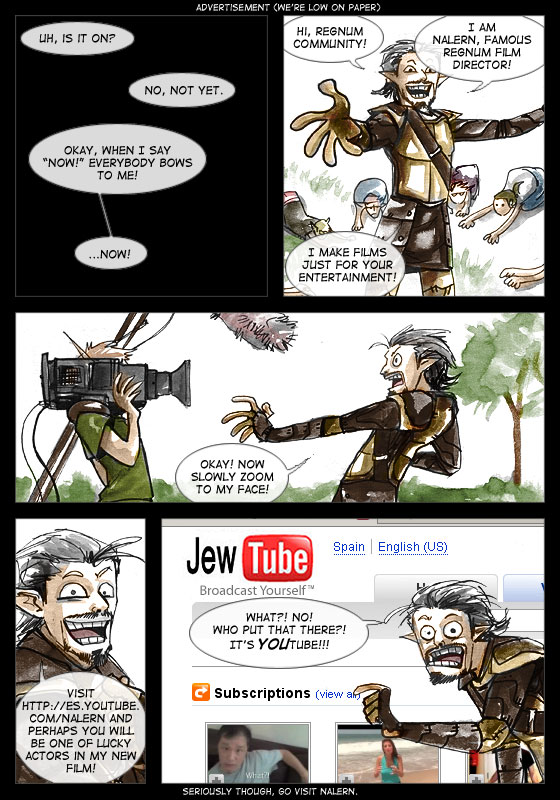 ADVERTISEMENT (WE'RE LOW ON PAPER)
UH, IS IT ON?
NO, NOT YET.
OKAY, WHEN I SAY
"NOW!" EVERYBODY BOWS
TO ME!
...NOW!
HI, REGNUM
COMMUNITY!
I AM
NALERN, FAMOUS
REGNUM FILM
DIRECTOR!
I MAKE FILMS
JUST FOR YOUR
ENTERTAINMENT!
OKAY! NOW
SLOWLY ZOOM
TO MY FACE!
VISIT
HTTP://ES.YOUTUBE.
COM/NALERN AND
PERHAPS YOU WILL
BE ONE OF LUCKY
ACTORS IN MY NEW
FILM!
Jew Tube
Broadcast Yourself™
Spain | English (US)
WHAT?! NO!
WHO PUT THAT THERE?!
IT'S YOUTUBE!!!
Subscriptions (view all)
What?!
SERIOUSLY THOUGH, GO VISIT NALERN.